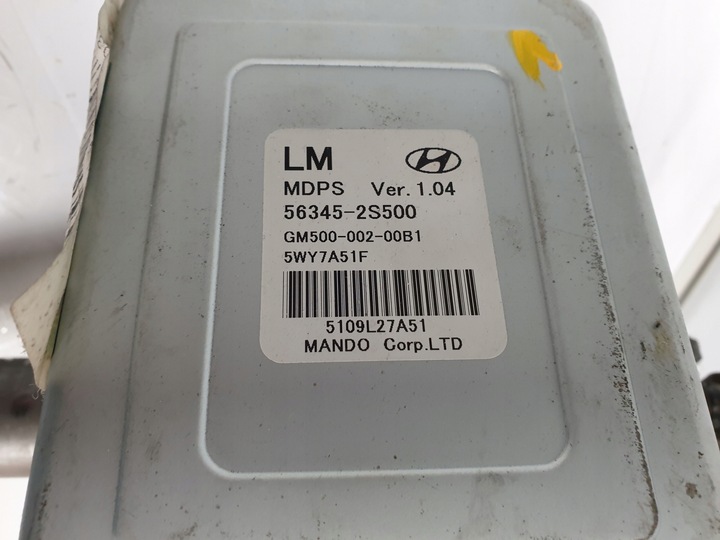 LM
MDPS Ver.1.04
56345-2S500
GM500-002-00B1
5WY7A51F
5109L27A51
MANDO Corp.LTD